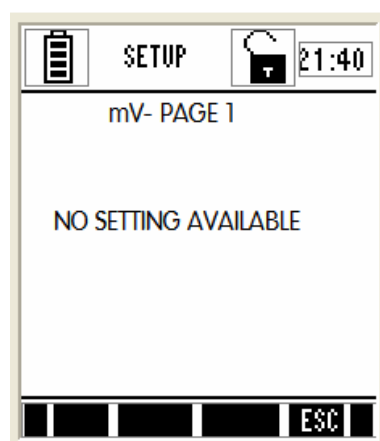 SETUP 21:40
mV- PAGE 1
NO SETTING AVAILABLE
ESC